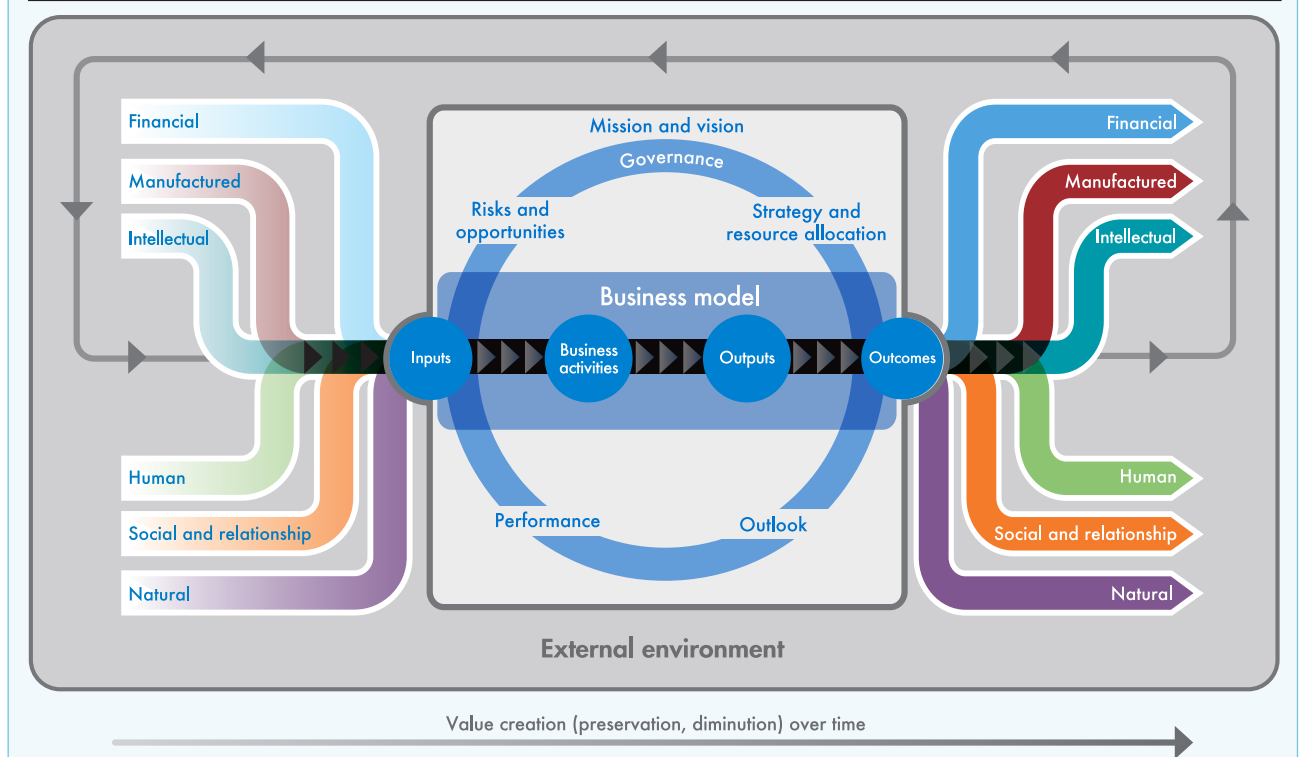 Financial
Manufactured
Intellectual
Human
Social and relationship
Natural
Mission and vision
Governance
Risks and
opportunities
Strategy and
resource allocation
Business model
Inputs
Business
activities
Outputs
Outcomes
Performance
Outlook
Financial
Manufactured
Intellectual
Human
Social and relationship
Natural
External environment
Value creation (preservation, diminution) over time